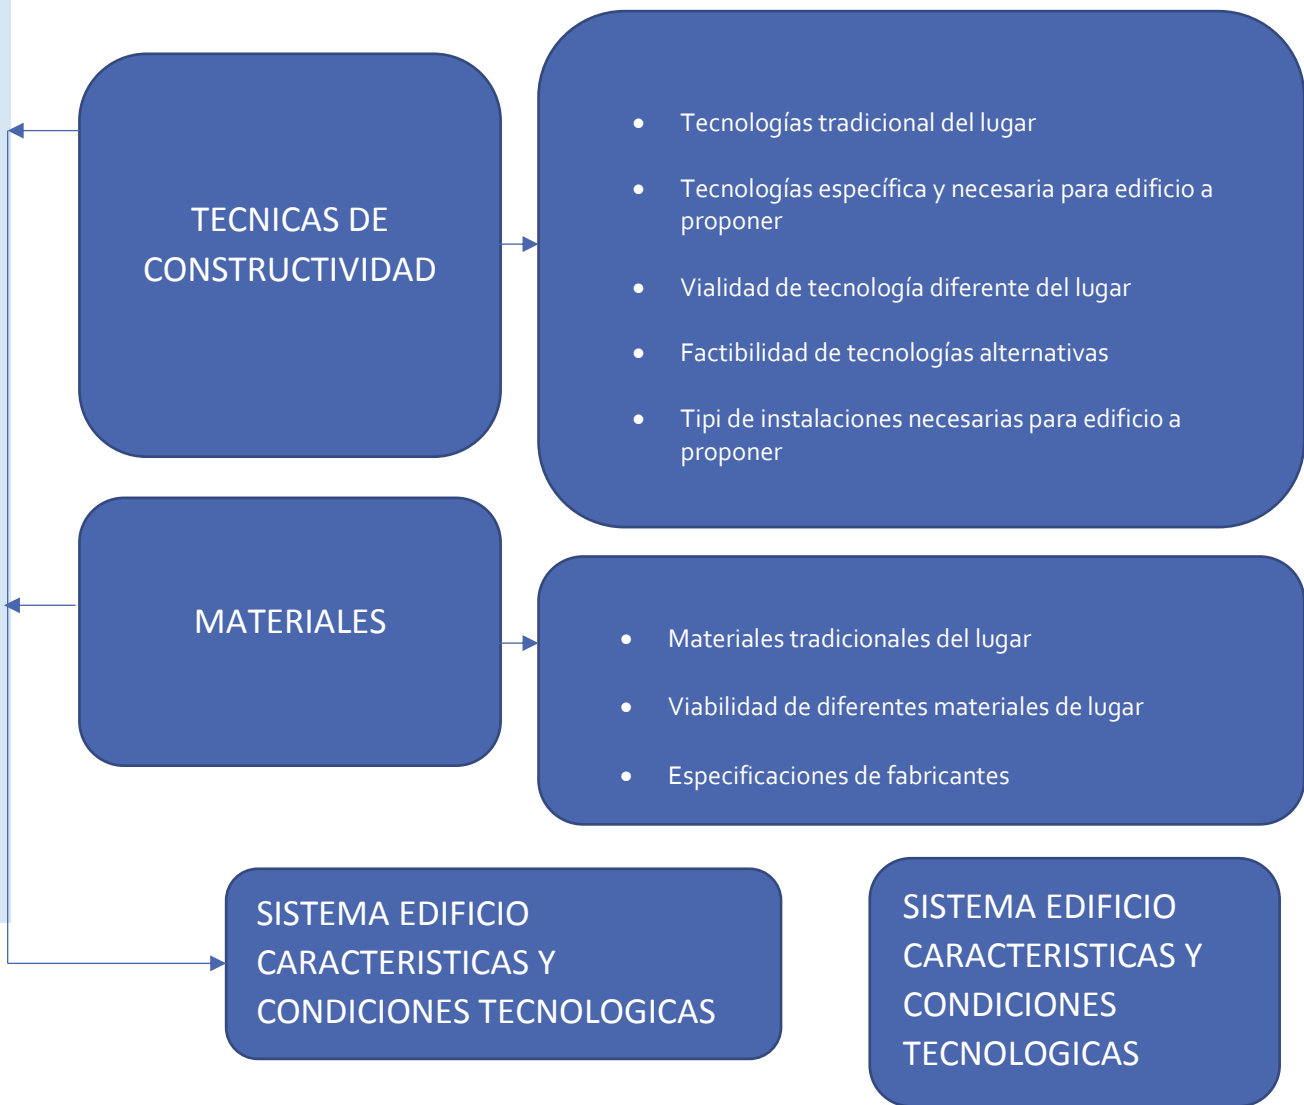 TECNICAS DE
CONSTRUCTIVIDAD
• Tecnologías tradicional del lugar
• Tecnologías específica y necesaria para edificio a
proponer
• Vialidad de tecnología diferente del lugar
• Factibilidad de tecnologías alternativas
• Tipi de instalaciones necesarias para edificio a
proponer
MATERIALES
• Materiales tradicionales del lugar
• Viabilidad de diferentes materiales de lugar
• Especificaciones de fabricantes
SISTEMA EDIFICIO
CARACTERISTICAS Y
CONDICIONES TECNOLOGICAS
SISTEMA EDIFICIO
CARACTERISTICAS Y
CONDICIONES
TECNOLOGICAS